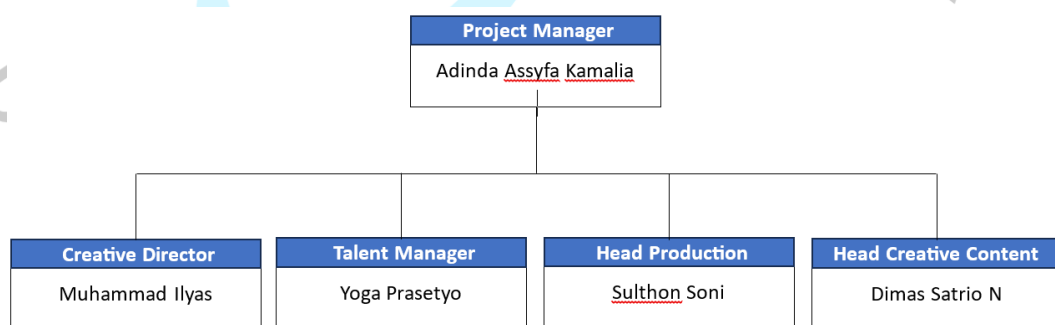 Project Manager
Adinda Assyfa Kamalia
Creative Director
Muhammad Ilyas
Talent Manager
Yoga Prasetyo
Head Production
Sulthon Soni
Head Creative Content
Dimas Satrio N